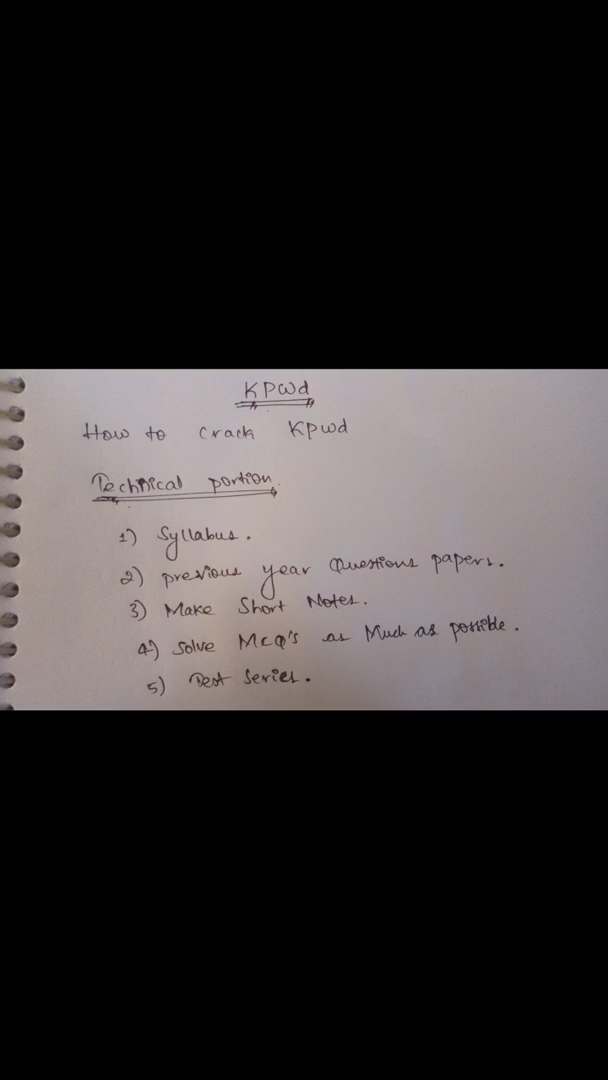 KPwd
How to crack Kpwd
Technical portion
1) Syllabus.
2) previous year Questions papers.
3) Make Short Notes.
4) Solve McQ's as Much as possible.
5) Test Series.